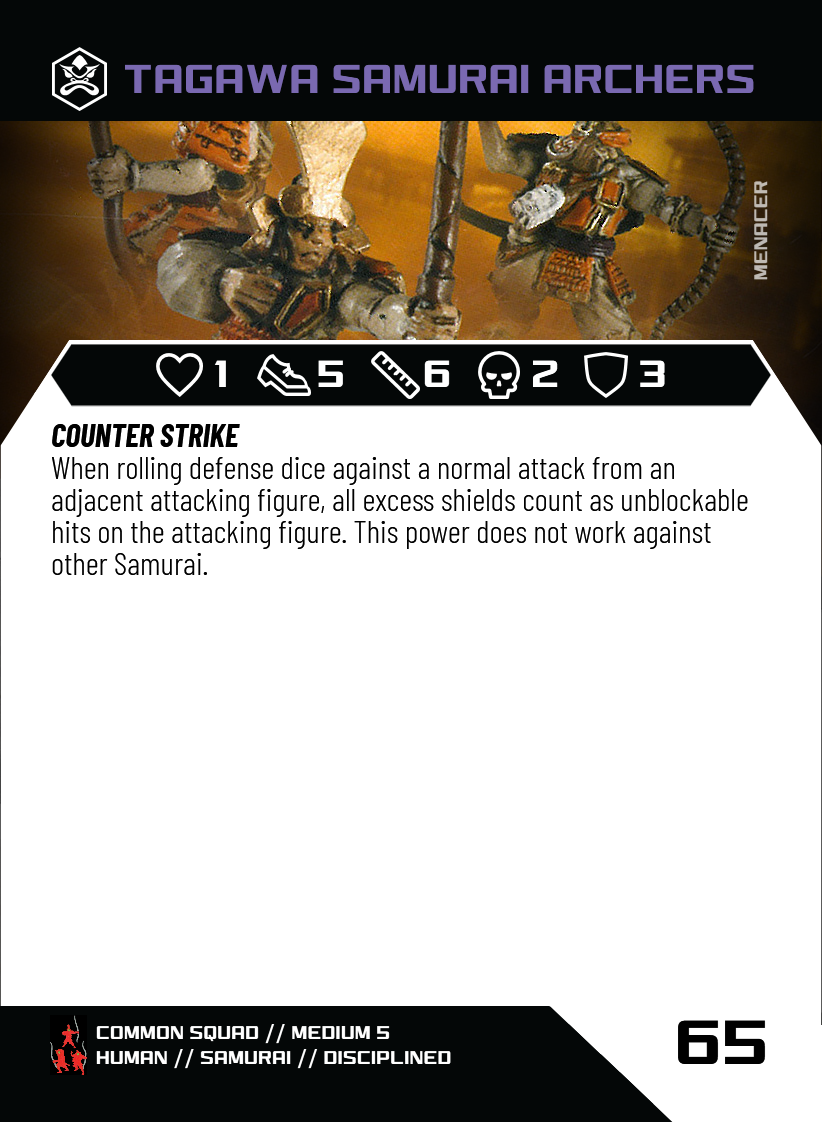 TAGAWA SAMURAI ARCHERS
MENACER
1 5 6 2 3
COUNTER STRIKE
When rolling defense dice against a normal attack from an
adjacent attacking figure, all excess shields count as unblockable
hits on the attacking figure. This power does not work against
other Samurai.
COMMON SQUAD // MEDIUM 5
HUMAN // SAMURAI // DISCIPLINED
65